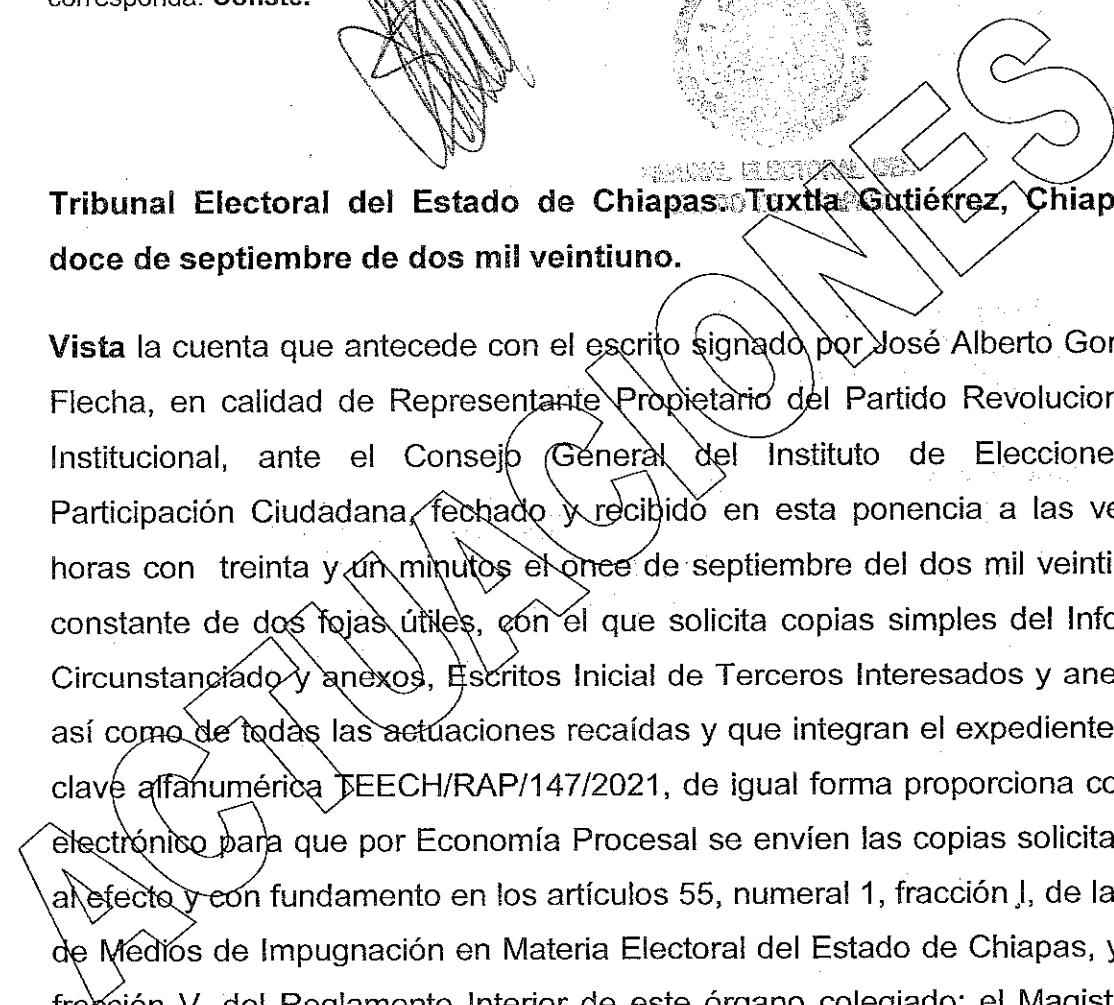 corresponda. Conste.
TRIBUNAL ELECTORAL DEL
Tribunal Electoral del Estado de Chiapas. Tuxtla Gutiérrez, Chiap
doce de septiembre de dos mil veintiuno.
Vista la cuenta que antecede con el escrito signado por José Alberto Gor
Flecha, en calidad de Representante Propietario del Partido Revolucion
Institucional, ante el Consejo General del Instituto de Eleccione
Participación Ciudadana, fechado y recibido en esta ponencia a las ve
horas con treinta y un minutos el once de septiembre del dos mil veinti
constante de dos fojas útiles, con el que solicita copias simples del Info
Circunstanciado y anexos, Escritos Inicial de Terceros Interesados y ane
así como de todas las actuaciones recaídas y que integran el expediente
clave alfanumérica TEECH/RAP/147/2021, de igual forma proporciona co
electrónico para que por Economía Procesal se envíen las copias solicita
al efecto y con fundamento en los artículos 55, numeral 1, fracción I, de la
de Medios de Impugnación en Materia Electoral del Estado de Chiapas, y
fracción V, del Reglamento Interior de este órgano colegiado; el Magist
ACTUACIONES